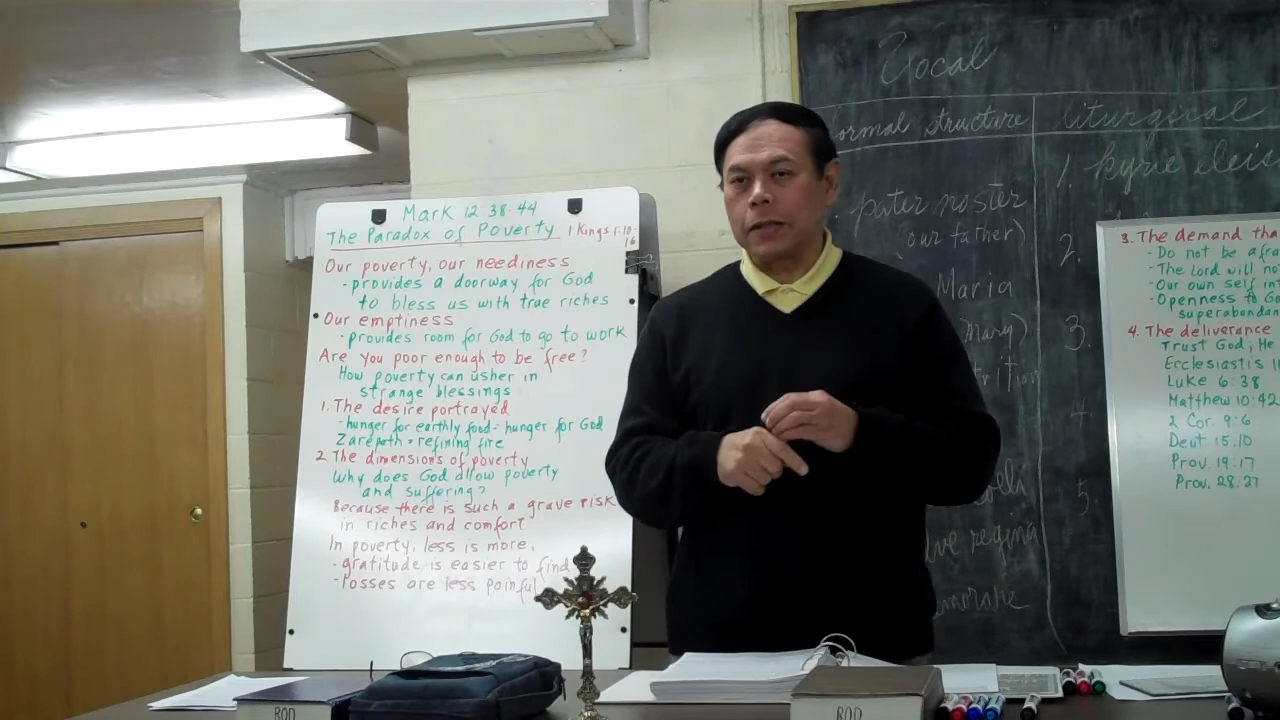 Mark 12 38-44
The Paradox of Poverty 1 Kings 17:10-
16
Our poverty, our neediness
- provides a doorway for God
to bless us with true riches
Our emptiness
- provides room for God to go to work
Are you poor enough to be free?
How poverty can usher in
strange blessings
1. The desire portrayed
- hunger for earthly food = hunger for God
Zarepath = refining fire
2. The dimensions of poverty
Why does God allow poverty
and suffering?
Because there is such a grave risk
in riches and comfort
In poverty, less is more,
- gratitude is easier to find
- losses are less painful
Vocal
ormal structure
pater noster
(our father)
Maria
Mary)
trition
regina
liturgical
1. kyrie eleis
2.
3.
4
5.
3. The demand tha
- Do not be afra
- The Lord will no
- Our own self in
- Openness to Go
superabundan
4. The deliverance
Trust God; He
Ecclesiastis 1
Luke 6:38
Matthew 10:42
2 Cor. 9:6
Deut. 15:10
Prov. 19:17
Prov. 28:27
ROD
ROD